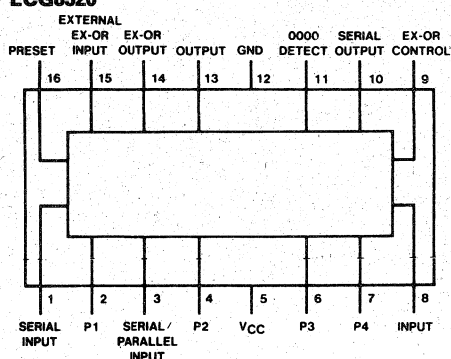 EXTERNAL
EX-OR EX-OR 0000 SERIAL EX-OR
PRESET INPUT OUTPUT OUTPUT GND DETECT OUTPUT CONTROL
16 15 14 13 12 11 10 9
1 2 3 4 5 6 7 8
SERIAL P1 SERIAL/ P2 VCC P3 P4 INPUT
INPUT PARALLEL
INPUT